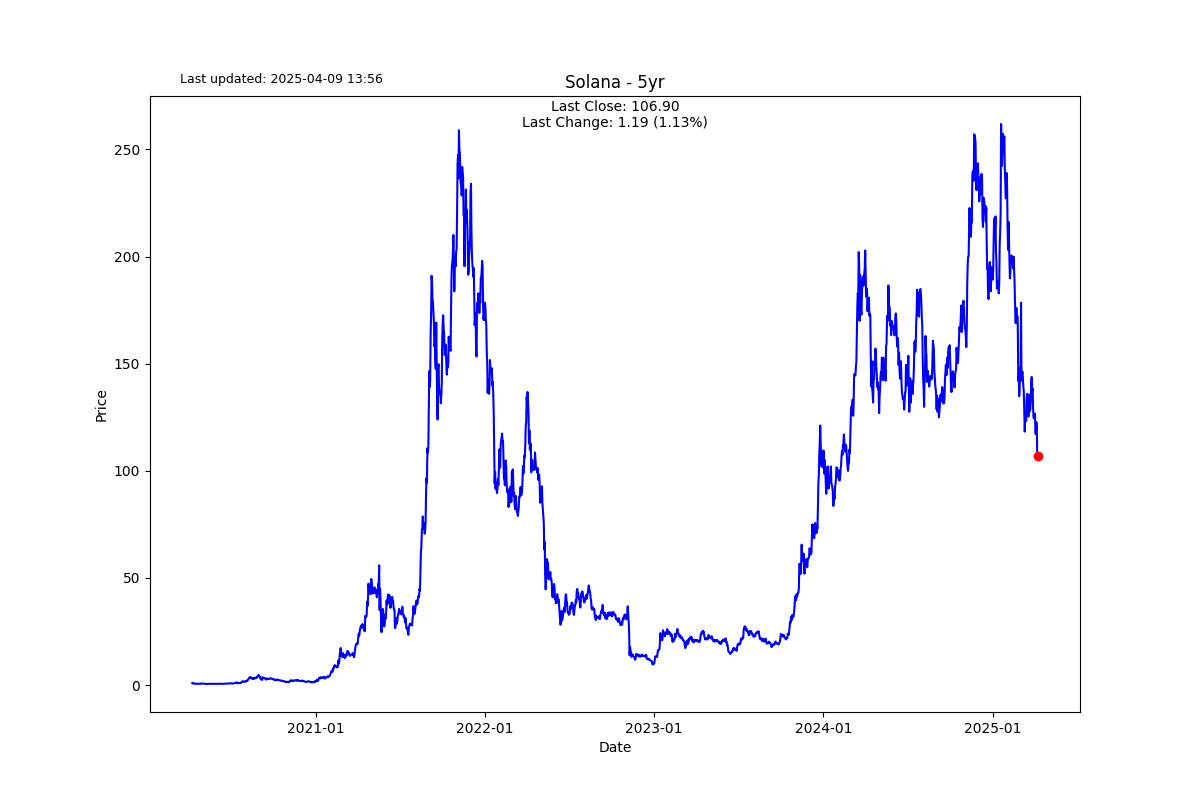 Last updated: 2025-04-09 13:56
Solana - 5yr
Last Close: 106.90
Last Change: 1.19 (1.13%)
Price
250
200
150
100
50
0
2021-01
2022-01
2023-01
2024-01
2025-01
Date